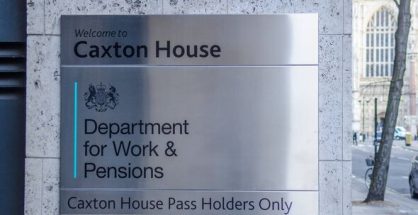 Welcome to
Caxton House
Department
for Work &
Pensions
Caxton House Pass Holders Only